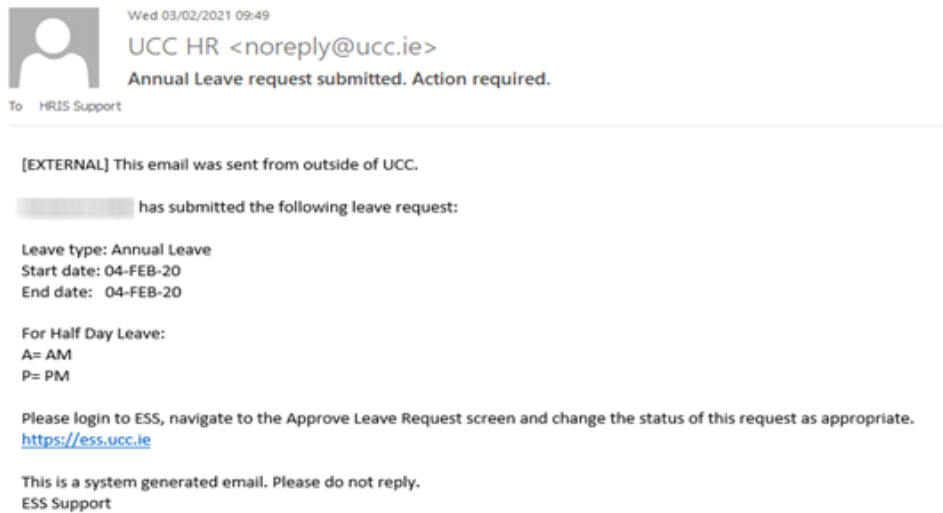 Wed 03/02/2021 09:49
UCC HR <noreply@ucc.ie>
Annual Leave request submitted. Action required.
To HRIS Support
[EXTERNAL] This email was sent from outside of UCC.
has submitted the following leave request:
Leave type: Annual Leave
Start date: 04-FEB-20
End date: 04-FEB-20
For Half Day Leave:
A= AM
P= PM
Please login to ESS, navigate to the Approve Leave Request screen and change the status of this request as appropriate.
https://ess.ucc.ie
This is a system generated email. Please do not reply.
ESS Support